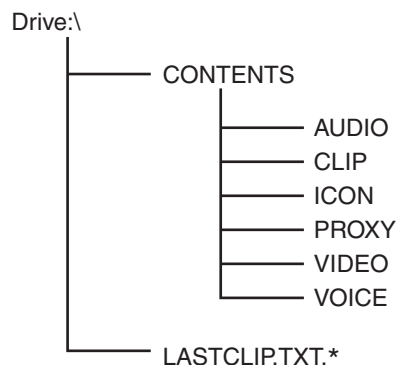 Drive:\
CONTENTS
AUDIO
CLIP
ICON
PROXY
VIDEO
VOICE
LASTCLIP.TXT.*